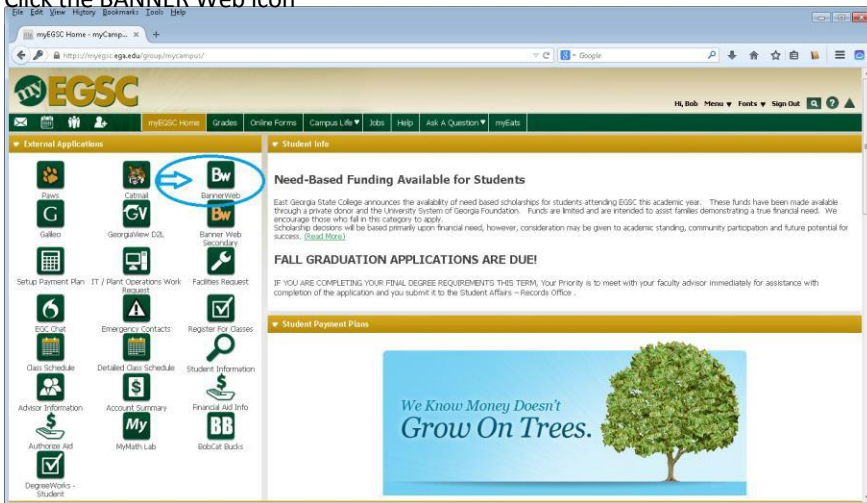 Click the BANNER Web icon
File Edit View History Bookmarks Tools Help
myEGSC Home - myCamp... × +
http://myegsc.ega.edu/group/mycampus/
Google
my EGSC
Hi, Bob Menu Fonts Sign Out
myEGSC Home Grades Online Forms Campus Life Jobs Help Ask A Question myEats
External Applications
Student Info
Bw
Paws Catmail BannerWeb
G GV Bw
Galileo GeorgiaView D2L Banner Web
Secondary
Setup Payment Plan IT / Plant Operations Work Facilities Request
Request
EGC Chat Emergency Contacts Register For Classes
Class Schedule Detailed Class Schedule Student Information
$ $
Advisor Information Account Summary Financial Aid Info
$ My BB
Authorize Aid MyMath Lab BobCat Bucks
DegreeWorks -
Student
Need-Based Funding Available for Students
East Georgia State College announces the availability of need based scholarships for students attending EGSC this academic year. These funds have been made available
through a private donor and the University System of Georgia Foundation. Funds are limited and are intended to assist families demonstrating a true financial need. We
encourage those who fall in this category to apply.
Scholarship decisions will be based primarily upon financial need, however, consideration may be given to academic standing, community participation and future potential for
success. (Read More)
FALL GRADUATION APPLICATIONS ARE DUE!
IF YOU ARE COMPLETING YOUR FINAL DEGREE REQUIREMENTS THIS TERM, Your Priority is to meet with your faculty advisor immediately for assistance with
completion of the application and you submit it to the Student Affairs – Records Office .
Student Payment Plans
We Know Money Doesn't
Grow On Trees.